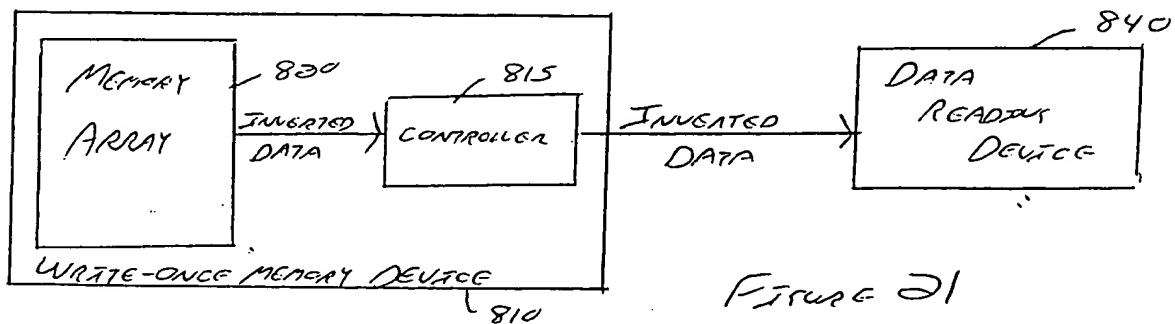 840
MEMORY
ARRAY
820
815
INVERTED
DATA
CONTROLLER
INVERTED
DATA
DATA
READING
DEVICE
WRITE-ONCE MEMORY DEVICE
810
FIGURE 21